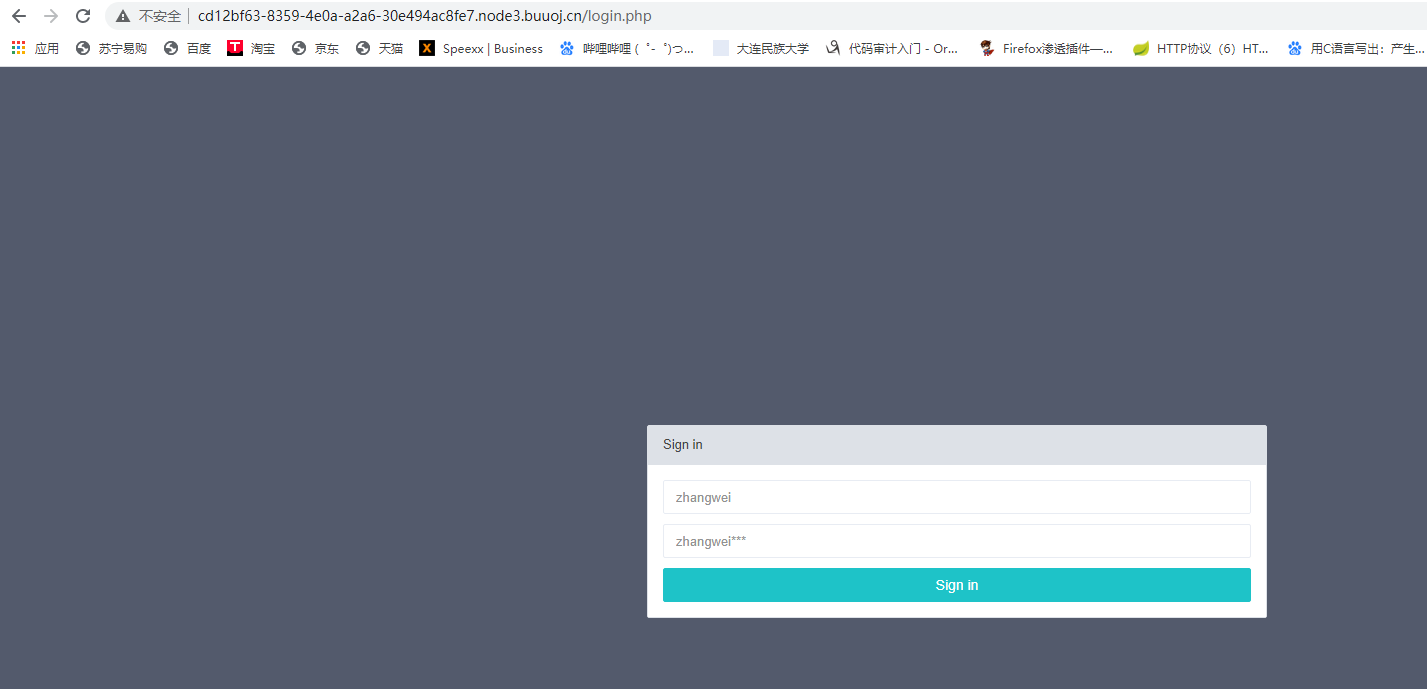 不安全 cd12bf63-8359-4e0a-a2a6-30e494ac8fe7.node3.buuoj.cn/login.php
应用 苏宁易购 百度 淘宝 京东 天猫 Speexx | Business 哔哩哔哩 ( ゜- ゜)つ... 大连民族大学 代码审计入门 - Or... Firefox渗透插件—... HTTP协议（6）HT... 用C语言写出：产生...
Sign in
zhangwei
zhangwei***
Sign in